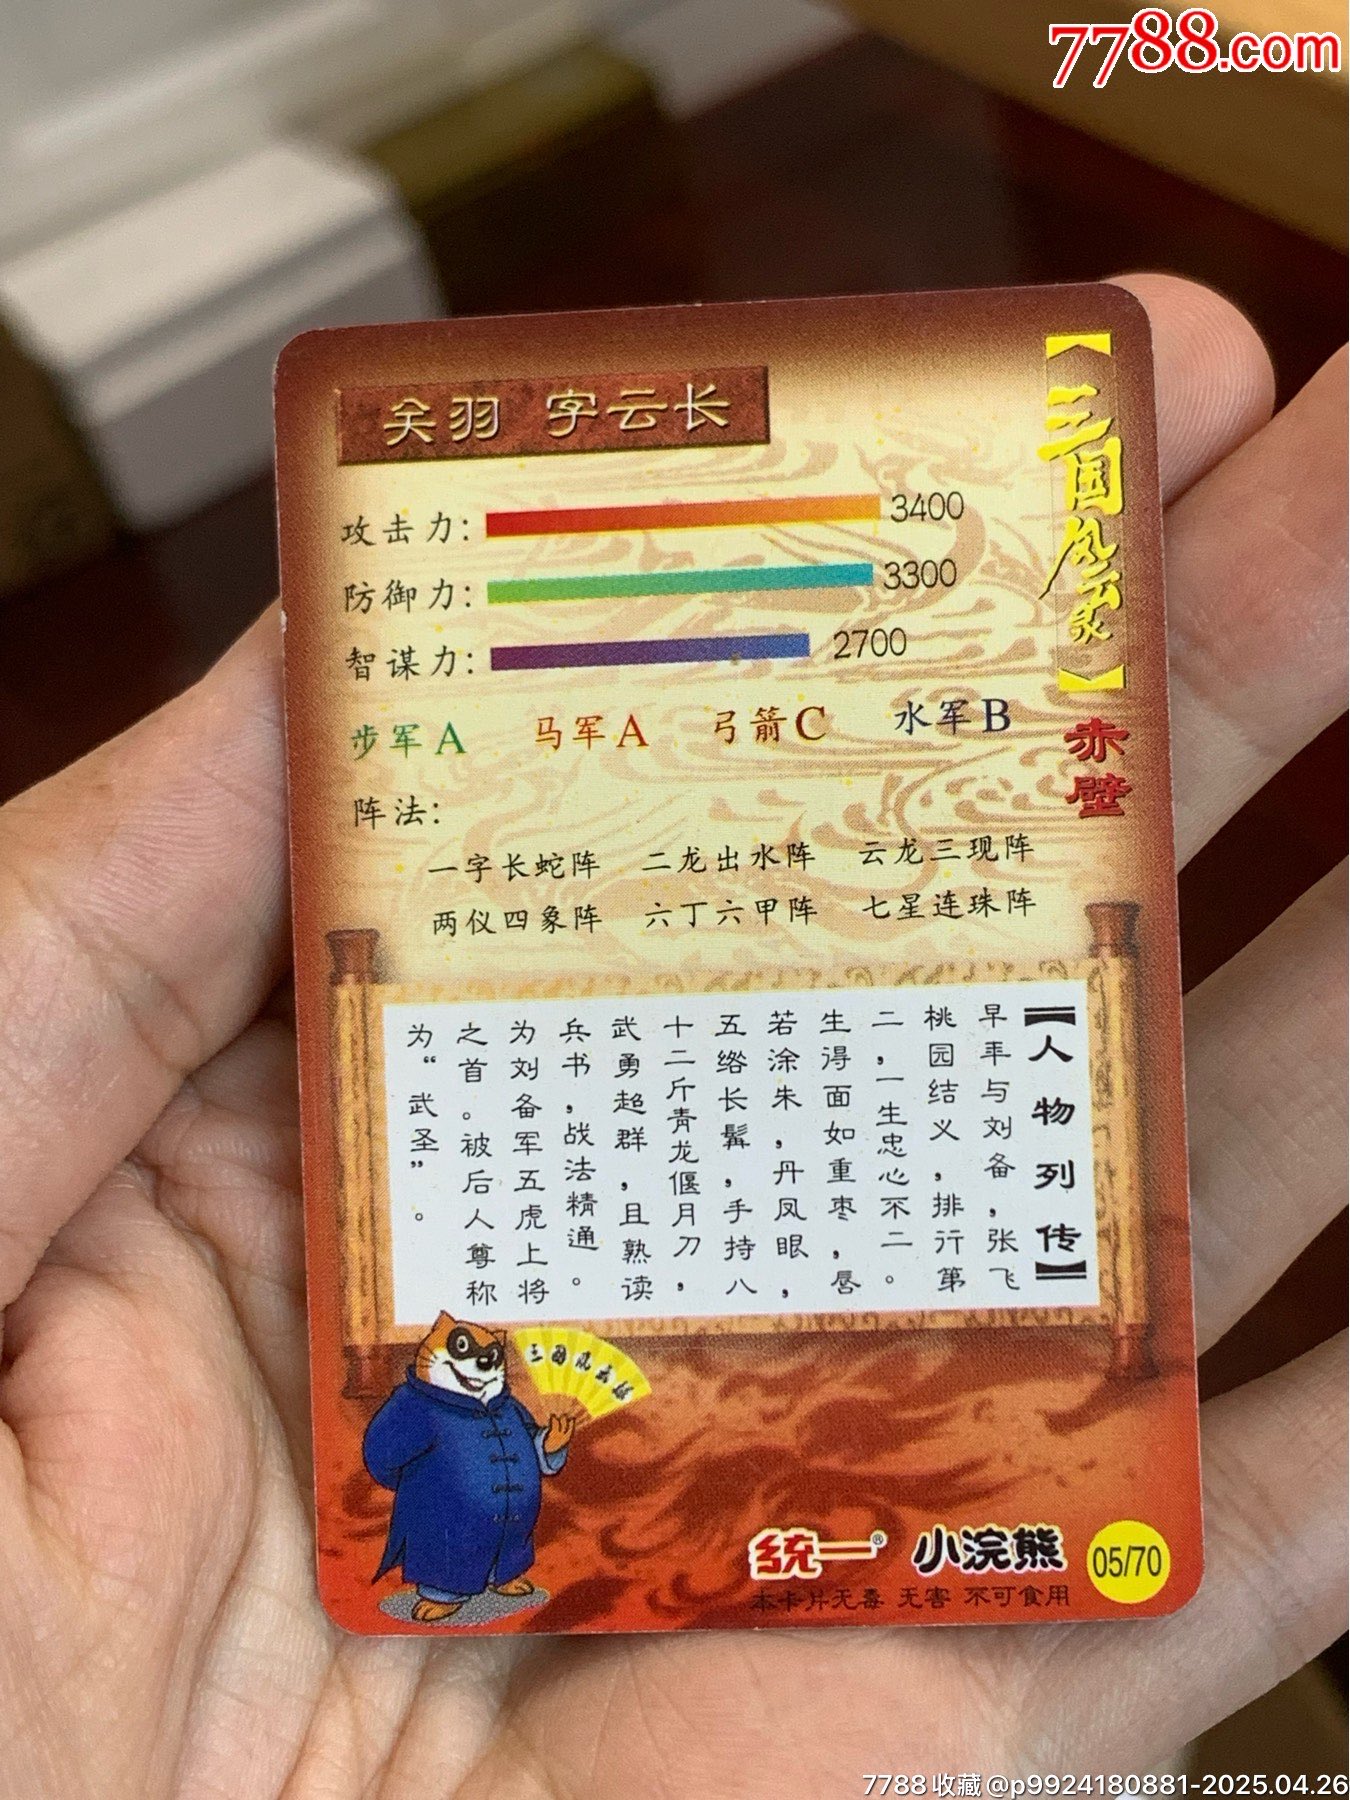 7788.com
关羽 字云长
攻击力: 3400
防御力: 3300
智谋力: 2700
步军A 马军A 弓箭C 水军B
阵法:
一字长蛇阵 二龙出水阵 云龙三现阵
两仪四象阵 六丁六甲阵 七星连珠阵
【三国风云录】
赤壁
【人物列传】
早年与刘备,张飞
桃园结义,排行第
二,一生忠心不二。
生得面如重枣,唇
若涂朱,丹凤眼,
五绺长髯,手持八
十二斤青龙偃月刀,
武勇超群,且熟读
兵书,战法精通。
为刘备军五虎上将
之首。被后人尊称
为“武圣”。
三国风云录
统一® 小浣熊 05/70
本卡片无毒 无害 不可食用
7788收藏@p9924180881-2025.04.26